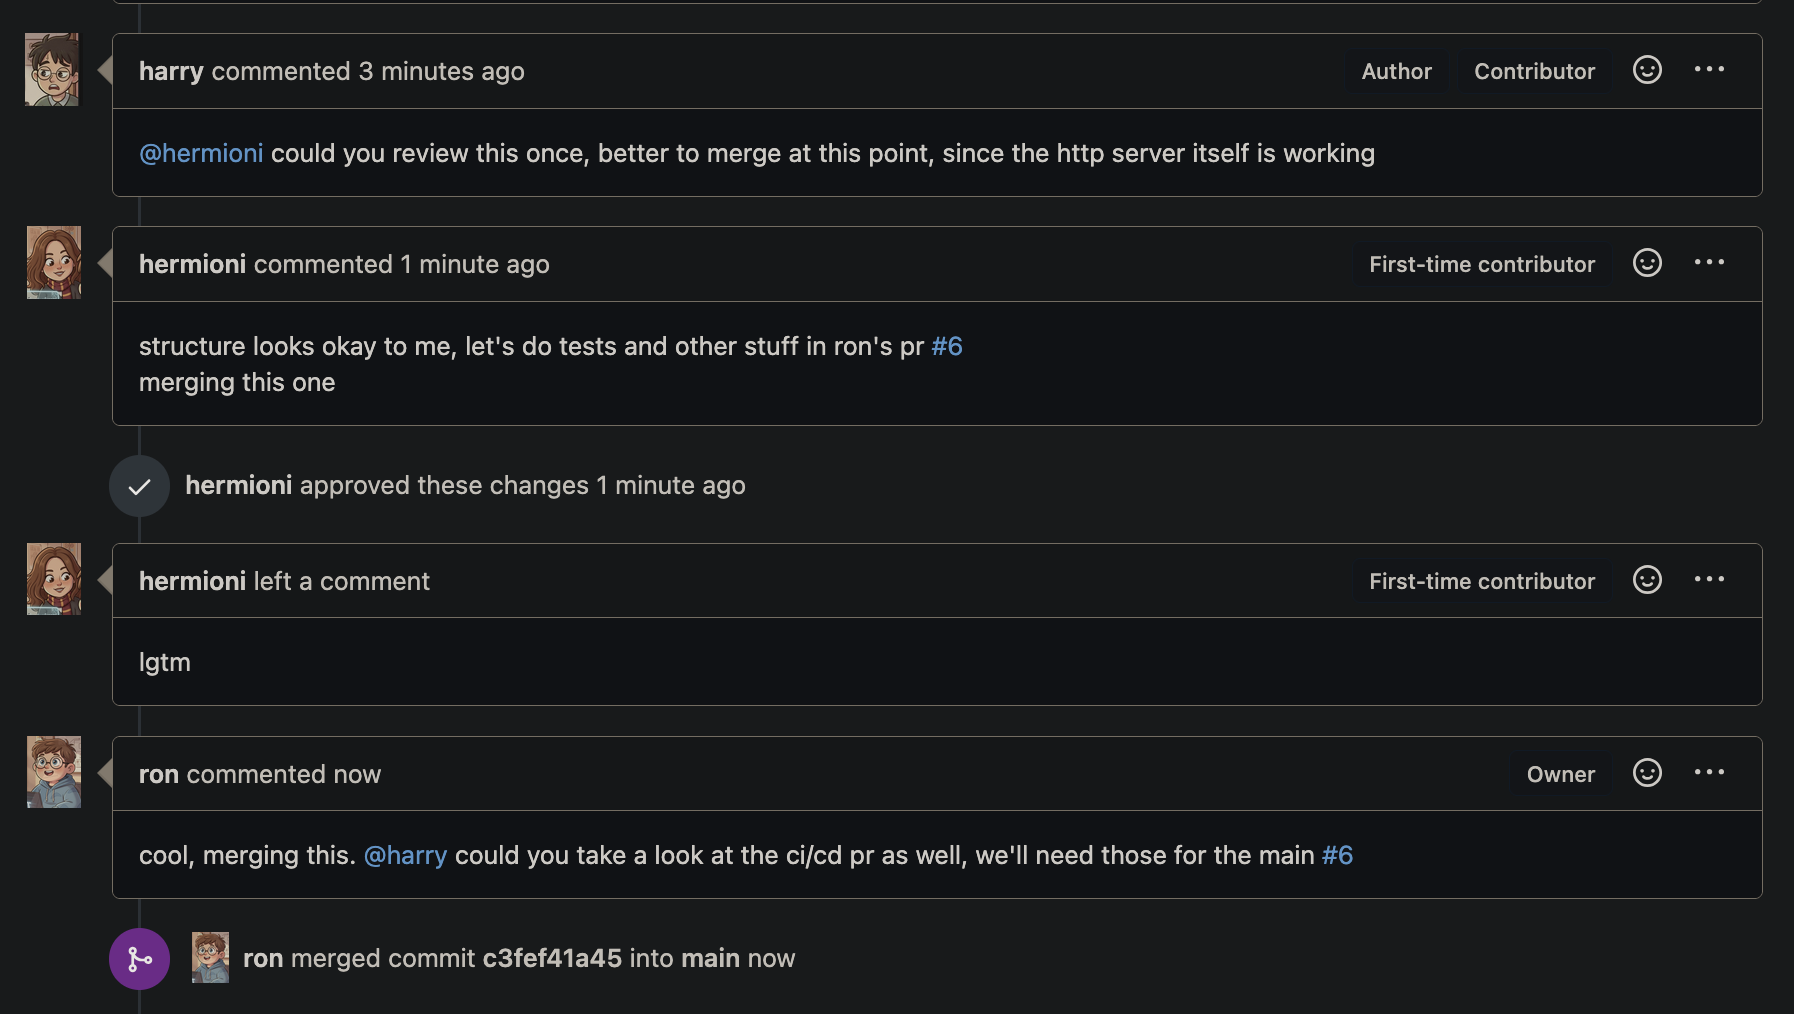 harry commented 3 minutes ago Author Contributor
@hermioni could you review this once, better to merge at this point, since the http server itself is working
hermioni commented 1 minute ago First-time contributor
structure looks okay to me, let's do tests and other stuff in ron's pr #6
merging this one
hermioni approved these changes 1 minute ago
hermioni left a comment First-time contributor
lgtm
ron commented now Owner
cool, merging this. @harry could you take a look at the ci/cd pr as well, we'll need those for the main #6
ron merged commit c3fef41a45 into main now